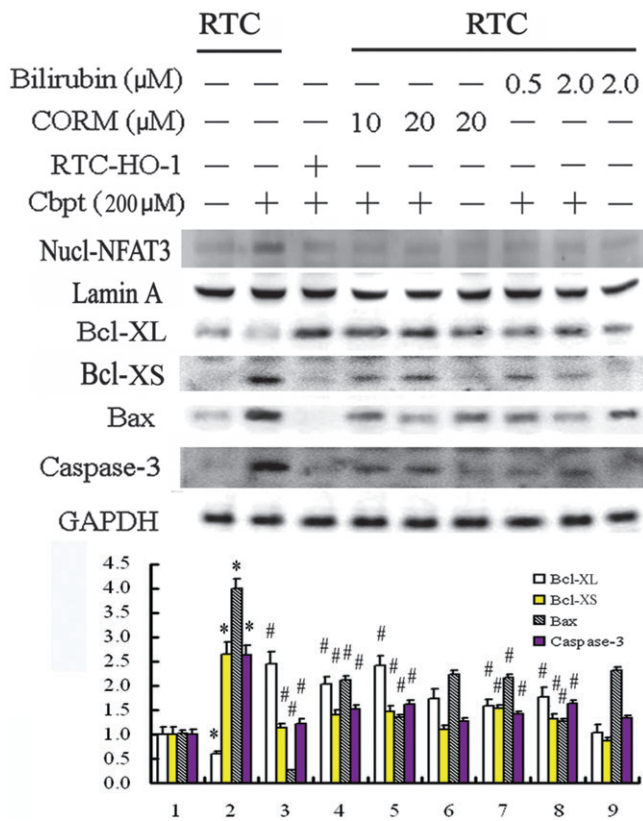 RTC RTC
Bilirubin (µM) — — — — — — 0.5 2.0 2.0
CORM (µM) — — — 10 20 20 — — —
RTC-HO-1 — — + — — — — — —
Cbpt (200µM) — + + + + — + + —
Nucl-NFAT3
Lamin A
Bcl-XL
Bcl-XS
Bax
Caspase-3
GAPDH
4.5
4.0
3.5
3.0
2.5
2.0
1.5
1.0
0.5
0.0
* * * *
# # # #
# # # #
# # # #
# # # #
# # # #
Bcl-XL
Bcl-XS
Bax
Caspase-3
1 2 3 4 5 6 7 8 9